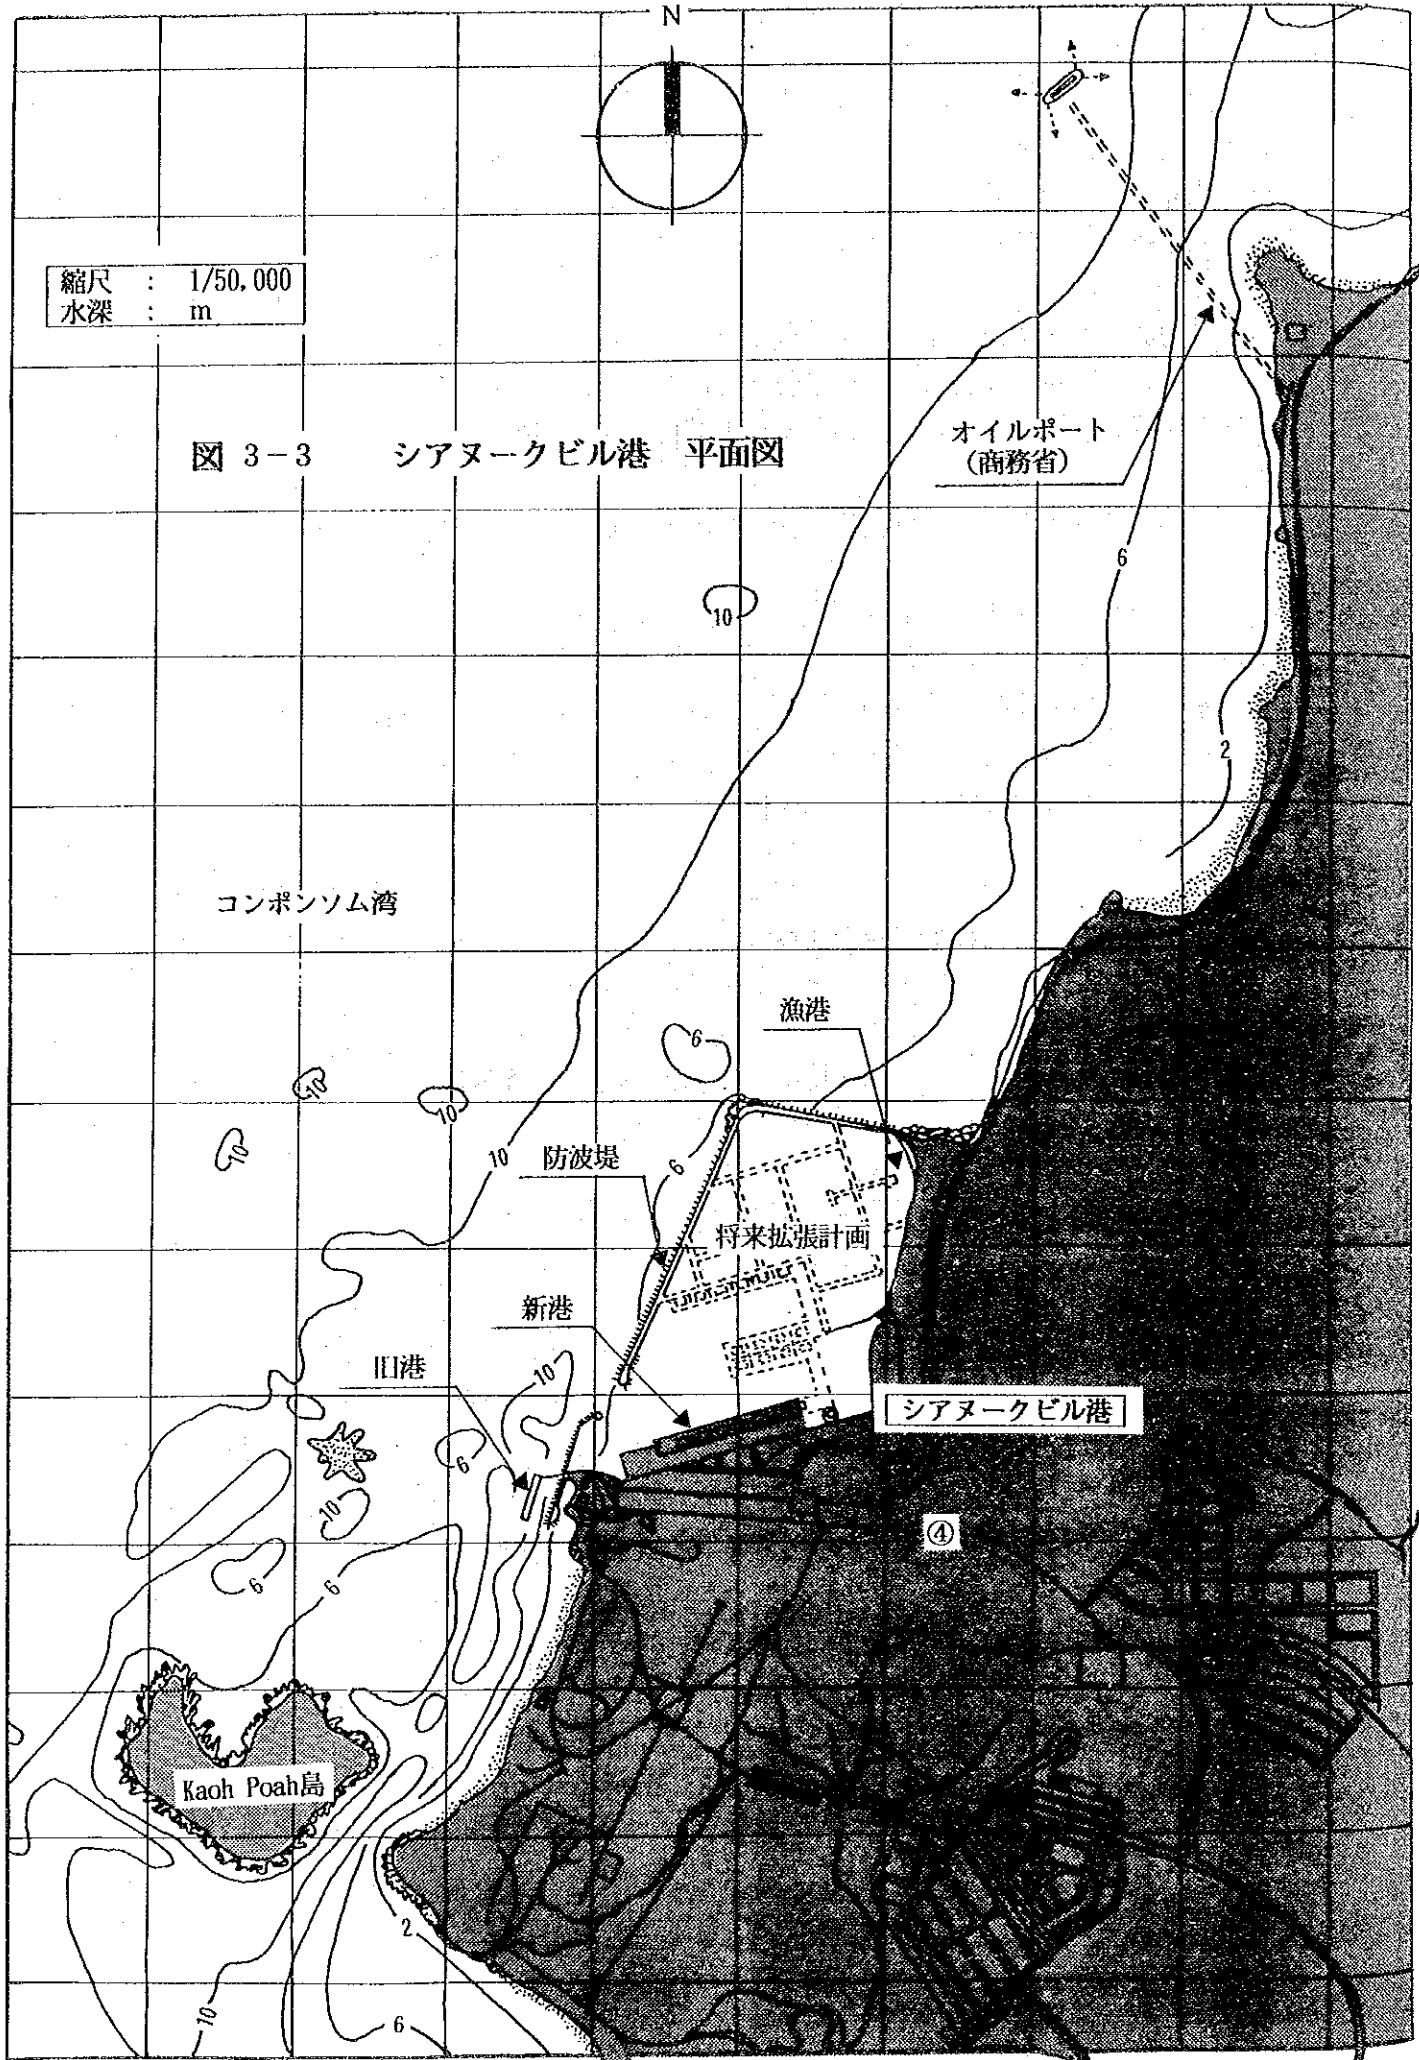 N
縮尺 : 1/50,000
水深 : m
図 3-3 シアヌークビル港 平面図
オイルポート
(商務省)
6
10
2
コンポンソム湾
漁港
6
10
10
10
10
防波堤
6
将来拡張計画
新港
旧港
10
シアヌークビル港
6
10
④
6
6
Kaoh Poah島
2
10
6